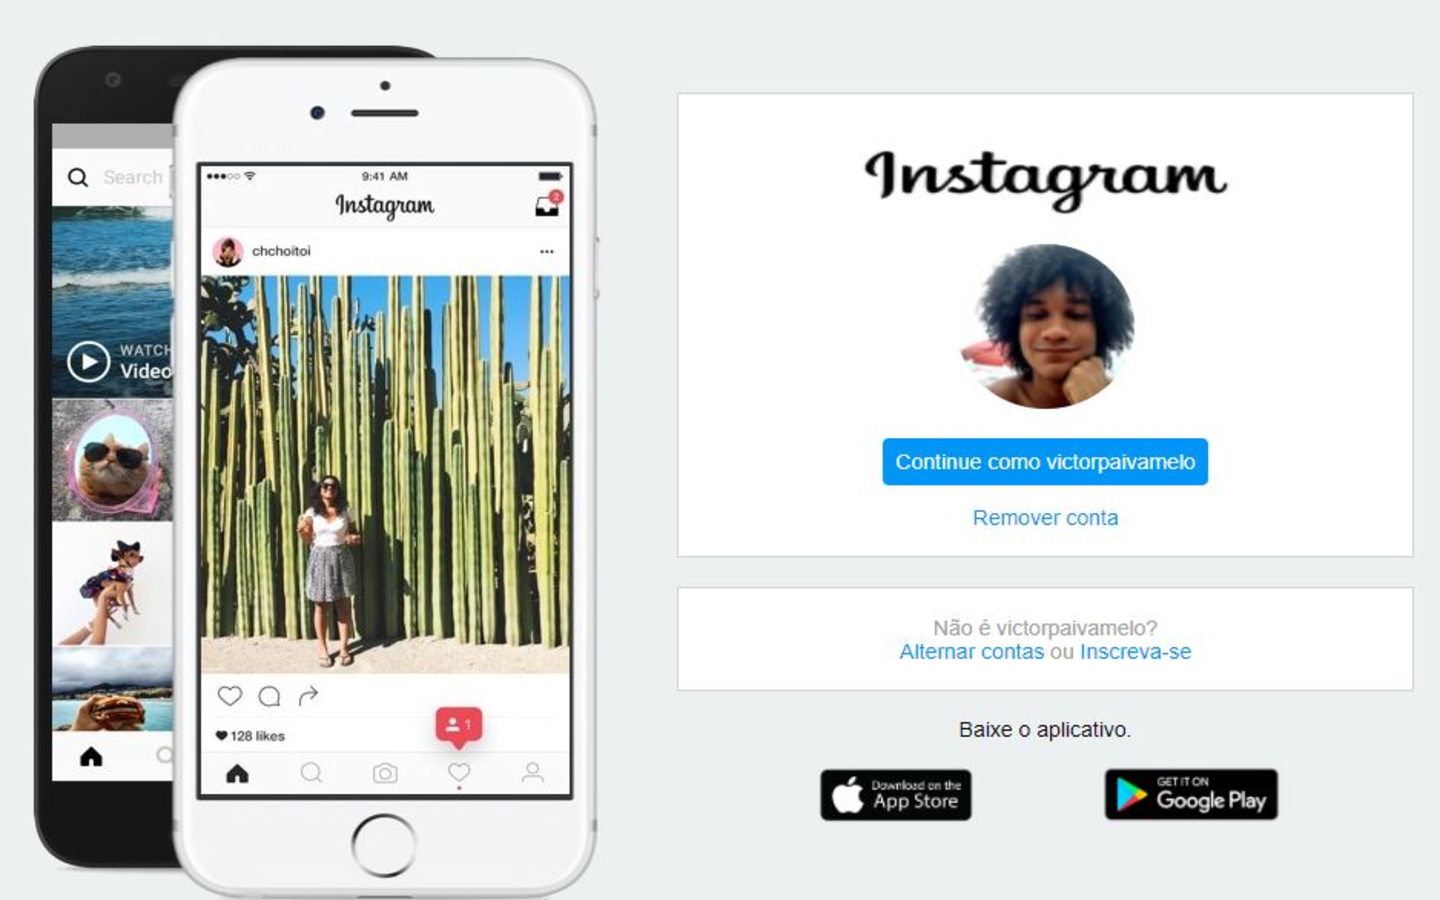 Search
WATCH
Video
9:41 AM
Instagram
2
chchoitoi
128 likes
1
Instagram
Continue como victorpaivamelo
Remover conta
Não é victorpaivamelo?
Alternar contas ou Inscreva-se
Baixe o aplicativo.
Download on the
App Store
GET IT ON
Google Play